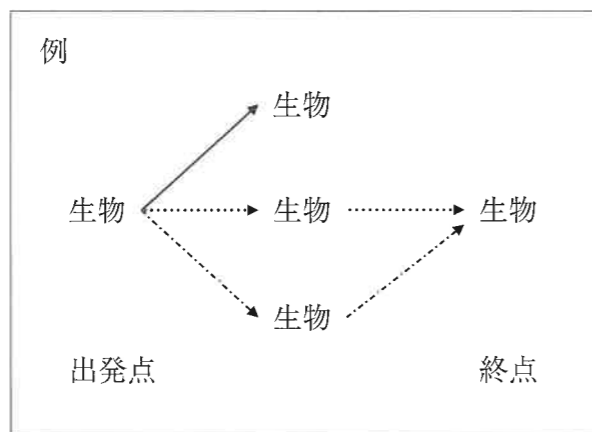 例
生物
生物 生物 生物
生物
出発点 終点